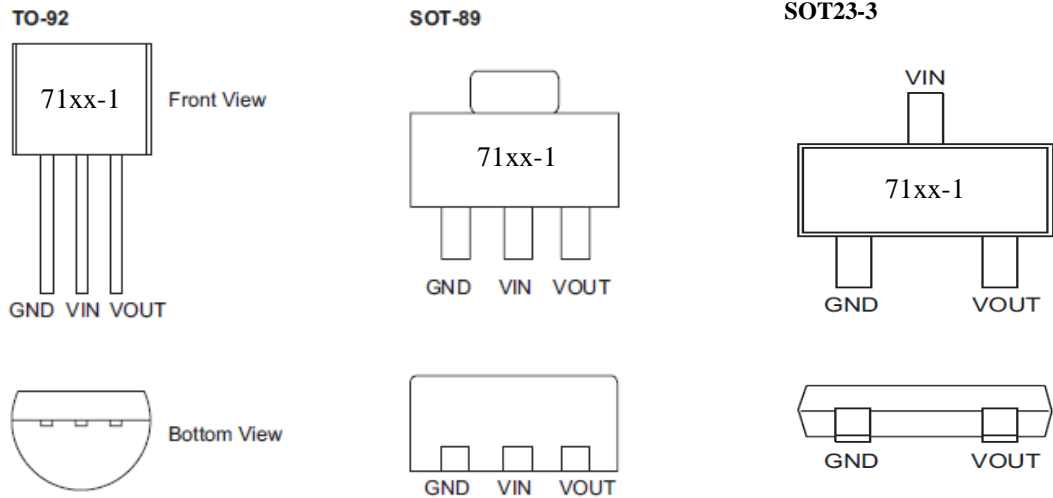 TO-92
SOT-89
SOT23-3
71xx-1
Front View
GND VIN VOUT
Bottom View
71xx-1
GND VIN VOUT
GND VIN VOUT
VIN
71xx-1
GND VOUT
GND VOUT